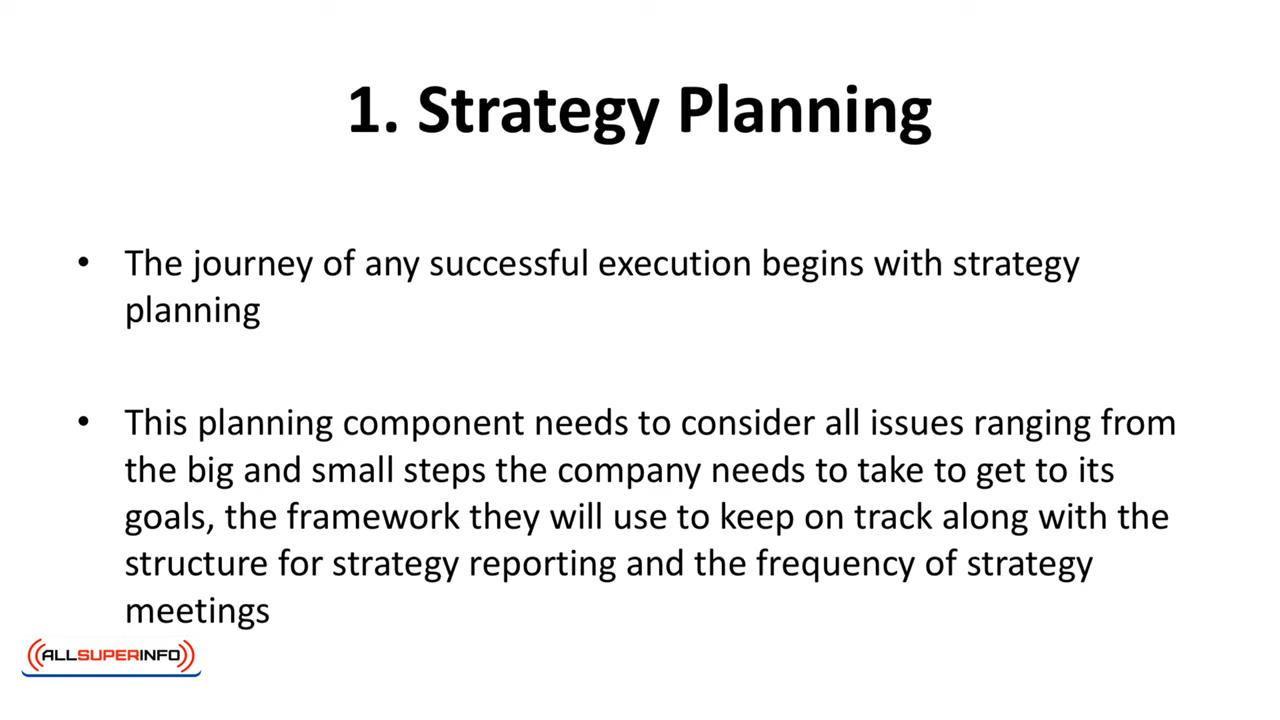 1. Strategy Planning
• The journey of any successful execution begins with strategy
planning
• This planning component needs to consider all issues ranging from
the big and small steps the company needs to take to get to its
goals, the framework they will use to keep on track along with the
structure for strategy reporting and the frequency of strategy
meetings
ALLSUPERINFO